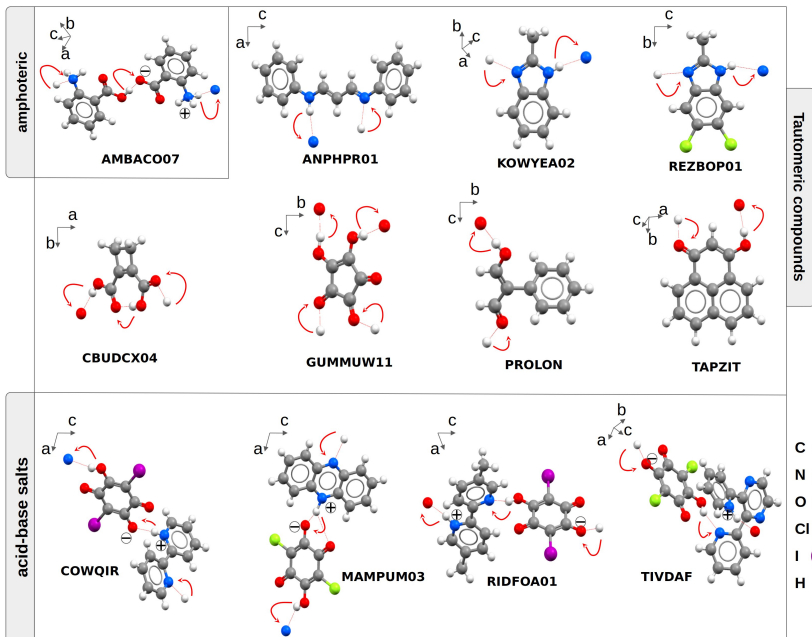 amphoteric
b
c
a
AMBACO07
c
a
ANPHPR01
b
c
a
KOWYEA02
c
b
REZBOP01
Tautomeric compounds
a
b
CBUDCX04
b
c
GUMMUW11
b
c
PROLON
a
c
b
TAPZIT
acid-base salts
c
a
−
+
COWQIR
c
a
+
−
MAMPUM03
c
a
+
−
RIDFOA01
b
a
c
−
+
TIVDAF
C
N
O
Cl
I
H